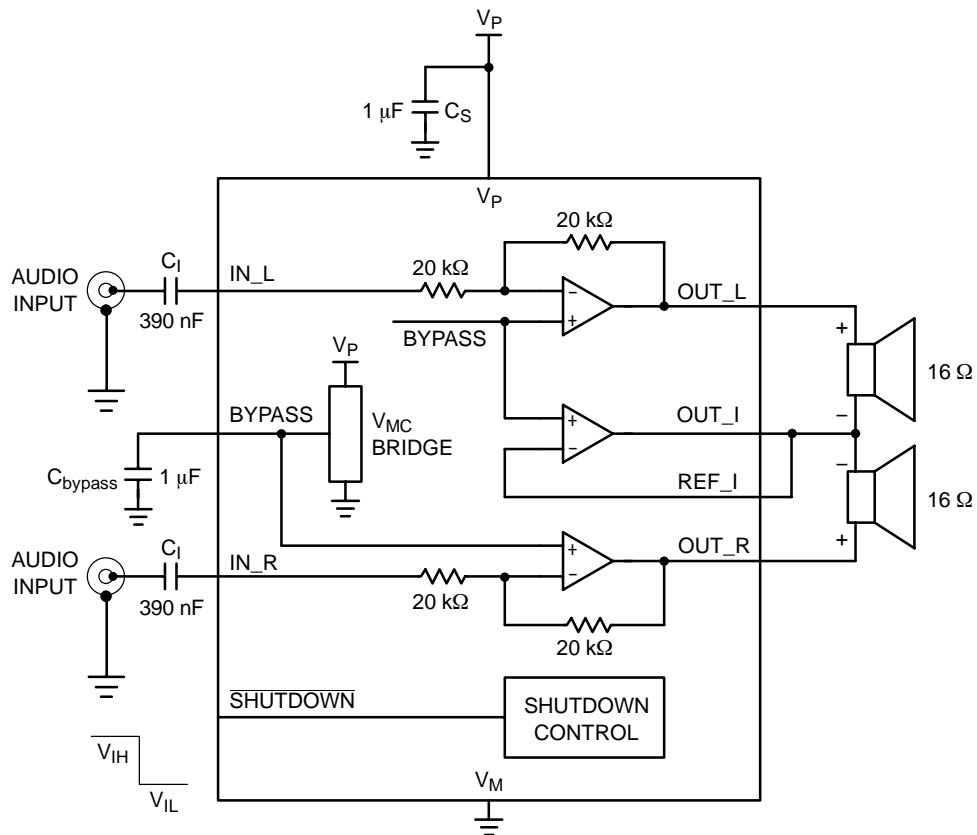 V_P
1 μF
C_S
V_P
20 kΩ
AUDIO
INPUT
C_I
390 nF
IN_L
20 kΩ
−
+
OUT_L
BYPASS
+
16 Ω
−
V_P
BYPASS
V_MC
BRIDGE
+
−
OUT_I
REF_I
C_bypass
1 μF
−
16 Ω
+
AUDIO
INPUT
C_I
390 nF
IN_R
20 kΩ
+
−
OUT_R
20 kΩ
SHUTDOWN
SHUTDOWN
CONTROL
V_IH
V_IL
V_M